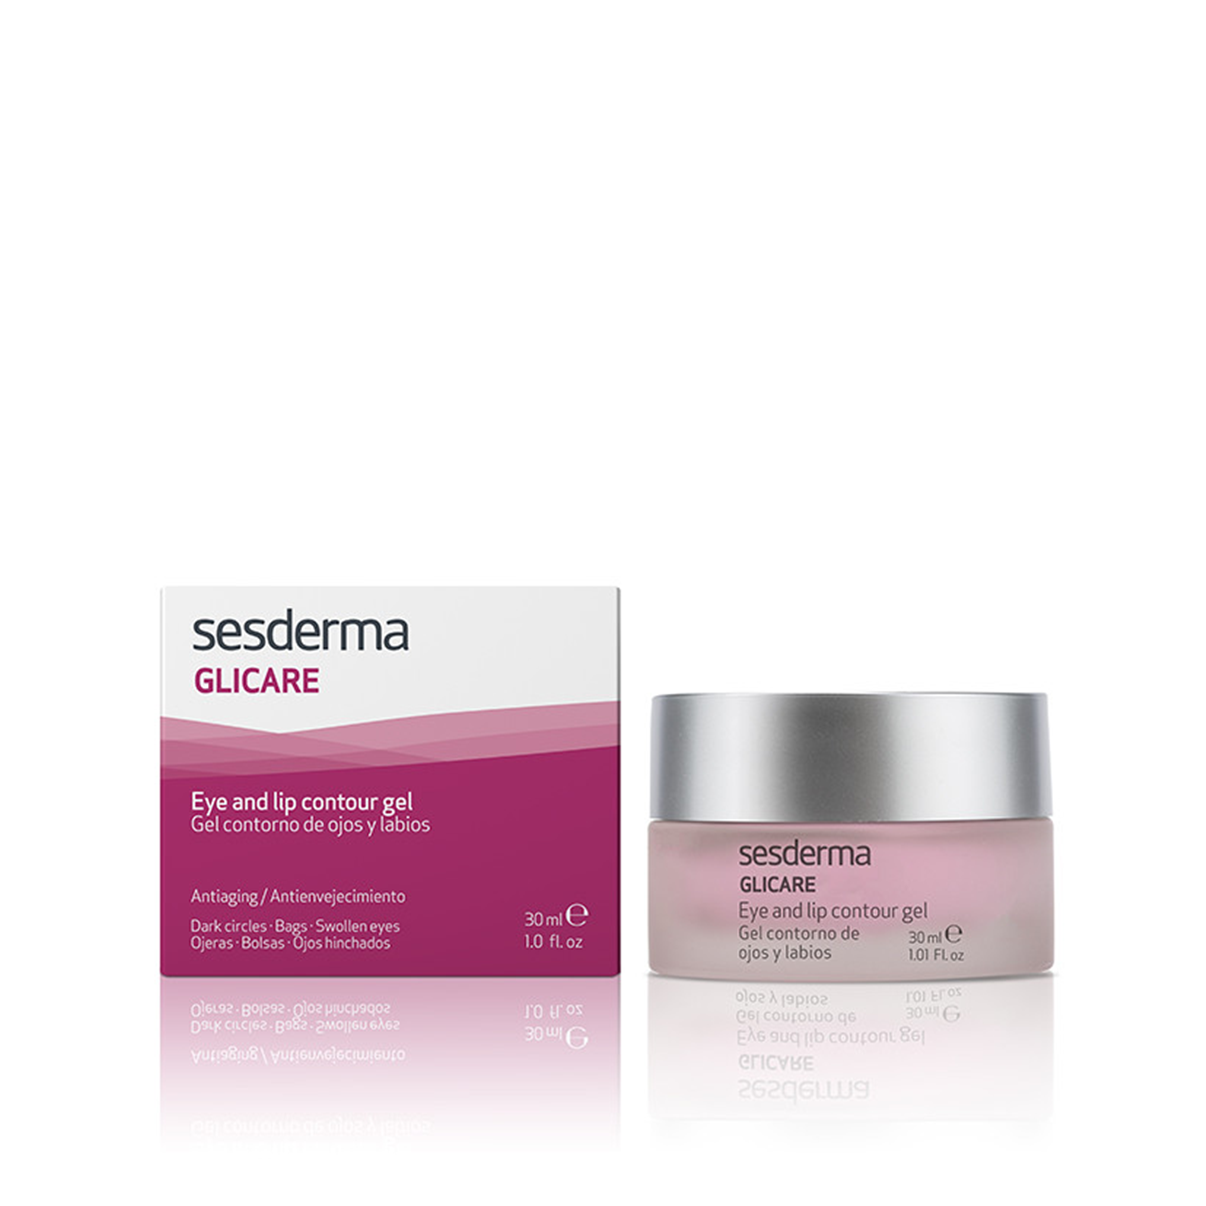 sesderma
GLICARE
Eye and lip contour gel
Gel contorno de ojos y labios
Antiaging / Antienvejecimiento
Dark circles · Bags · Swollen eyes
Ojeras · Bolsas · Ojos hinchados
30 ml ℮
1.0 fl. oz
sesderma
GLICARE
Eye and lip contour gel
Gel contorno de
ojos y labios
30 ml ℮
1.01 Fl. oz